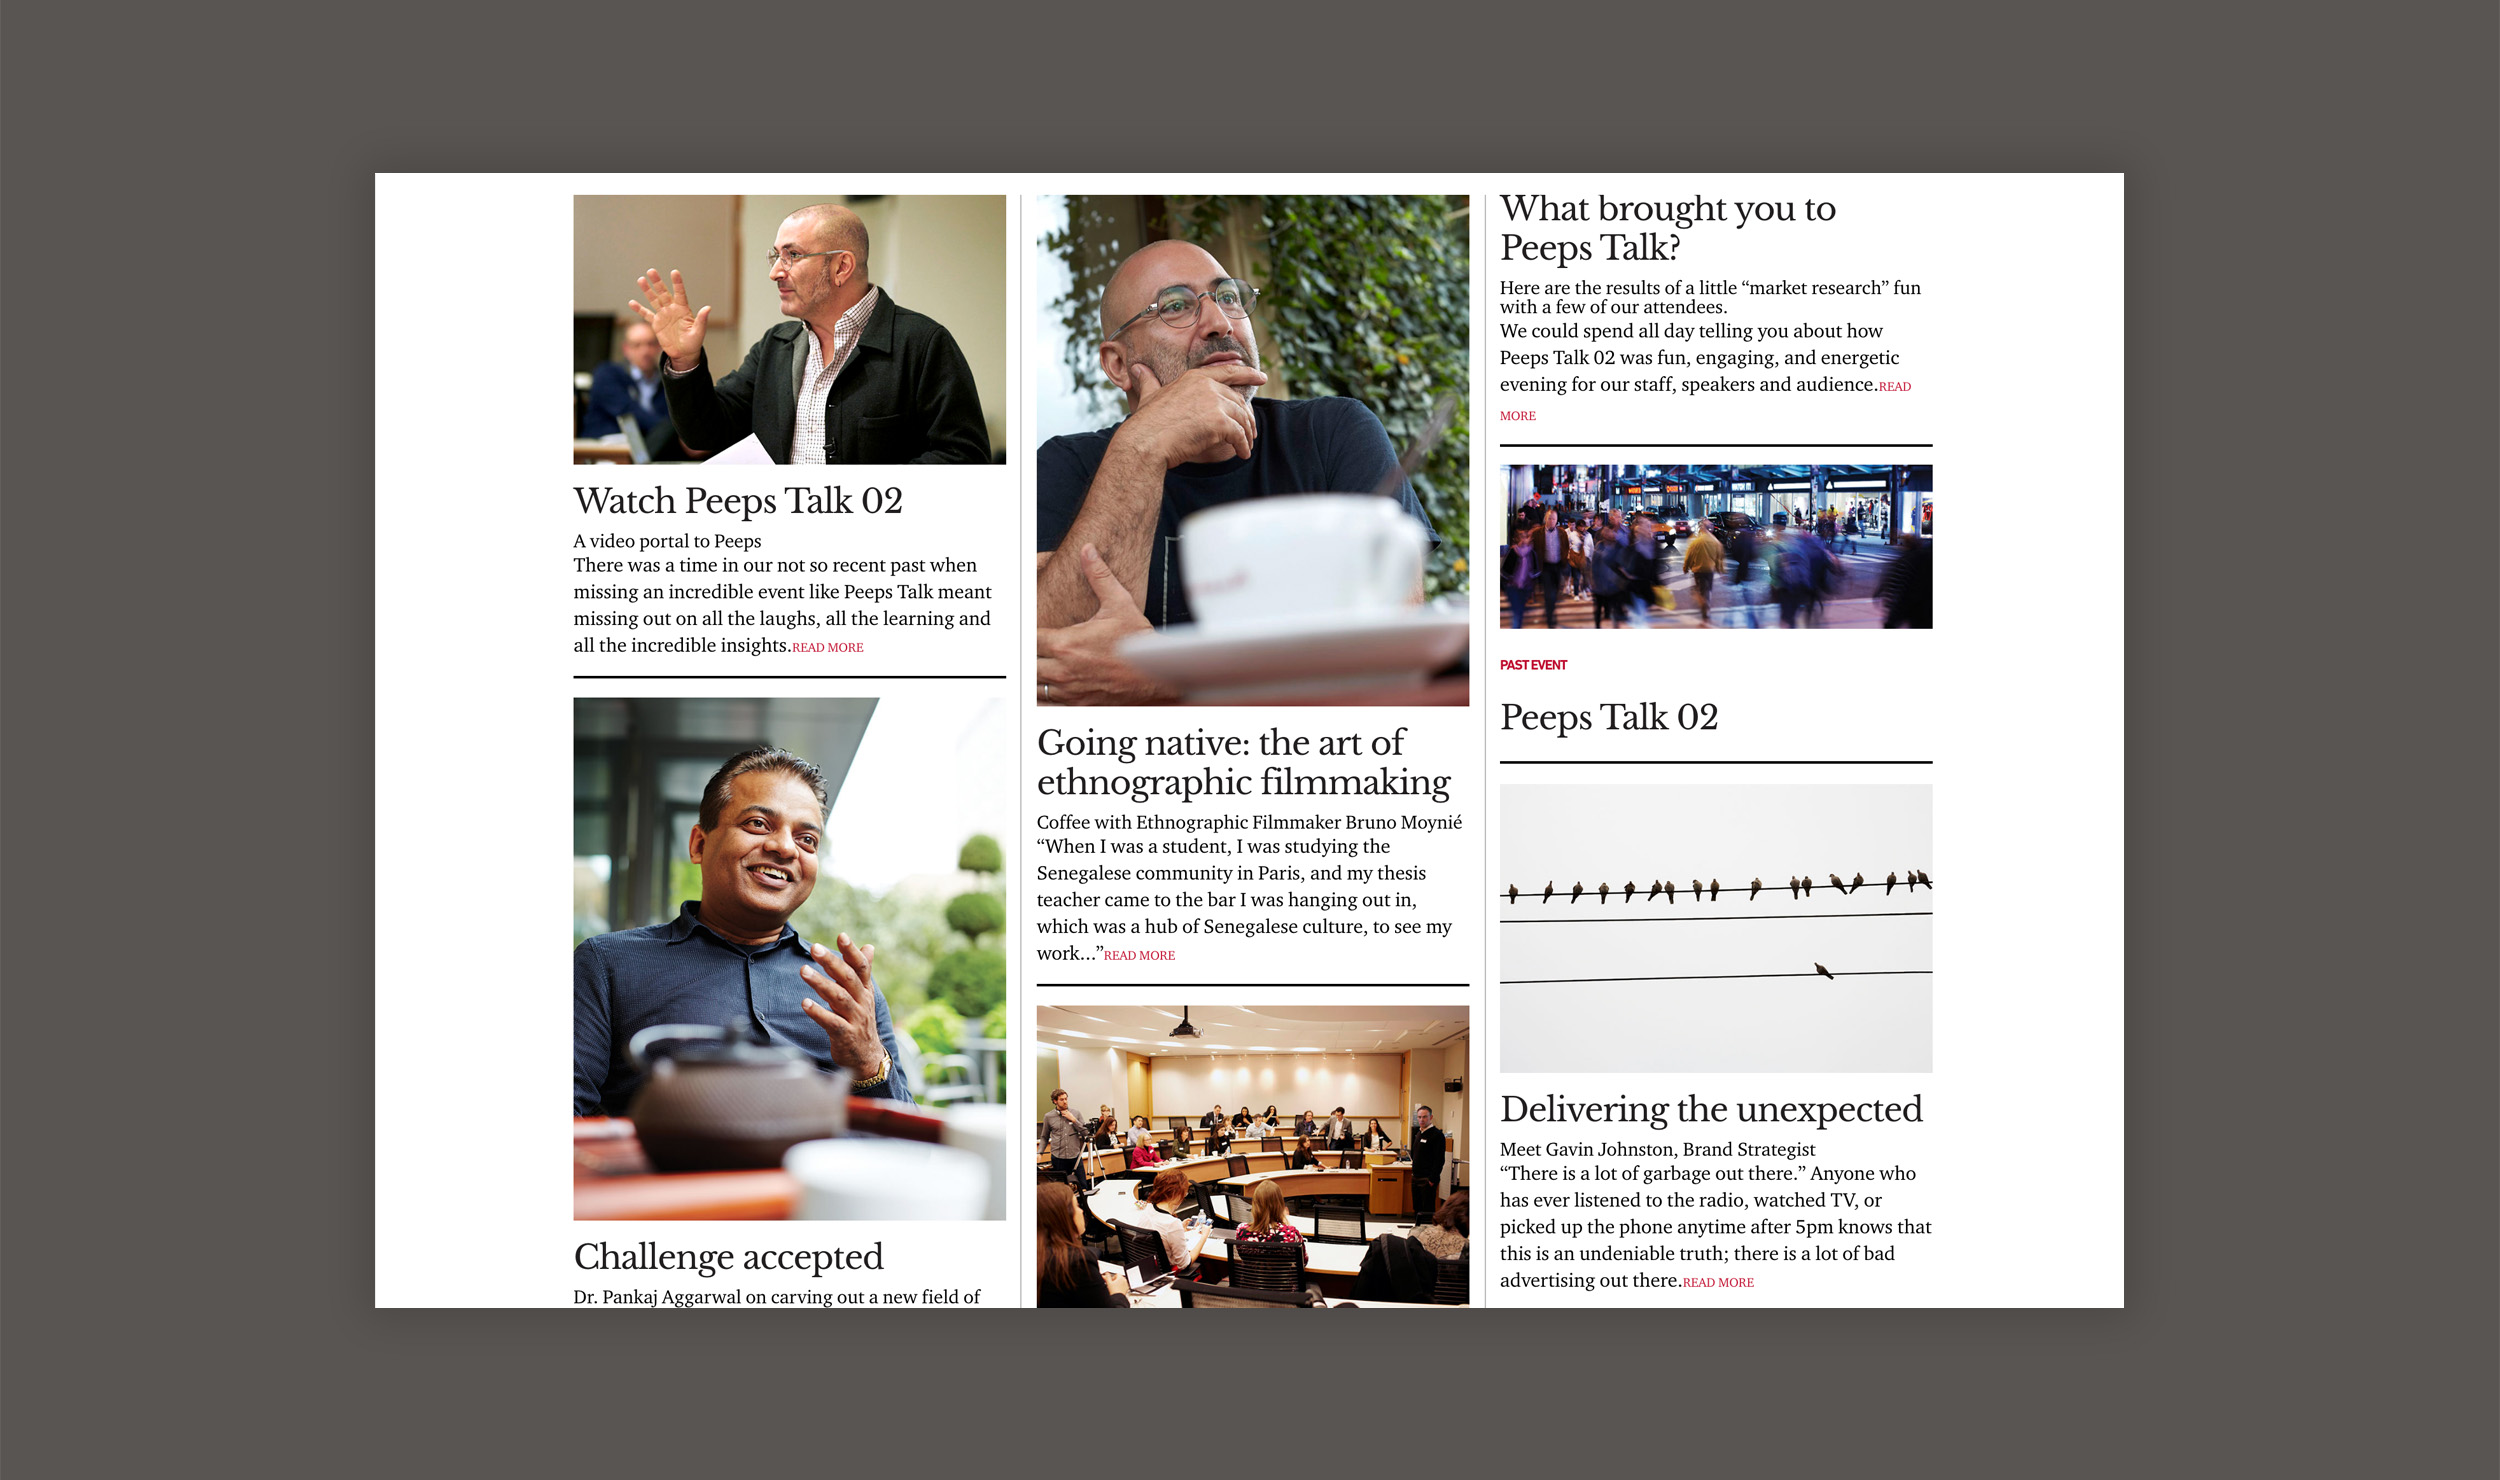 Watch Peeps Talk 02
A video portal to Peeps
There was a time in our not so recent past when
missing an incredible event like Peeps Talk meant
missing out on all the laughs, all the learning and
all the incredible insights.READ MORE
Challenge accepted
Dr. Pankaj Aggarwal on carving out a new field of
Going native: the art of
ethnographic filmmaking
Coffee with Ethnographic Filmmaker Bruno Moynié
“When I was a student, I was studying the
Senegalese community in Paris, and my thesis
teacher came to the bar I was hanging out in,
which was a hub of Senegalese culture, to see my
work...”READ MORE
What brought you to
Peeps Talk?
Here are the results of a little “market research” fun
with a few of our attendees.
We could spend all day telling you about how
Peeps Talk 02 was fun, engaging, and energetic
evening for our staff, speakers and audience.READ
MORE
PAST EVENT
Peeps Talk 02
Delivering the unexpected
Meet Gavin Johnston, Brand Strategist
“There is a lot of garbage out there.” Anyone who
has ever listened to the radio, watched TV, or
picked up the phone anytime after 5pm knows that
this is an undeniable truth; there is a lot of bad
advertising out there.READ MORE